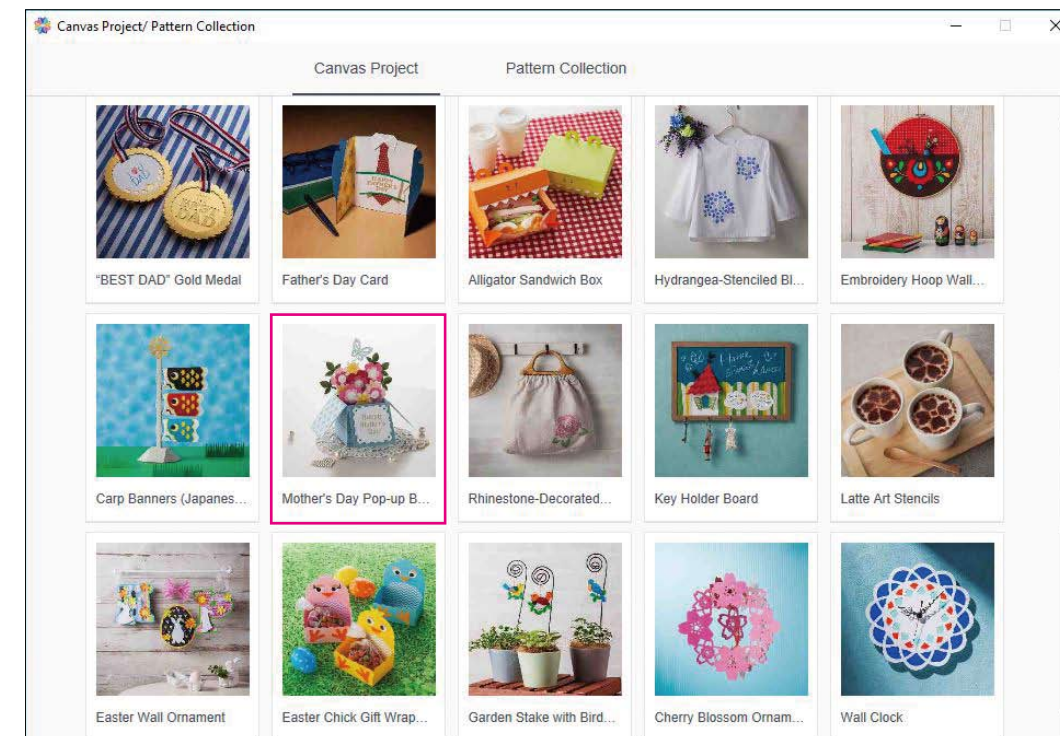 Canvas Project/ Pattern Collection
Canvas Project
Pattern Collection
"BEST DAD" Gold Medal
Father's Day Card
Alligator Sandwich Box
Hydrangea-Stenciled Bl...
Embroidery Hoop Wall...
Carp Banners (Japanes...
Mother's Day Pop-up B...
Rhinestone-Decorated...
Key Holder Board
Latte Art Stencils
Easter Wall Ornament
Easter Chick Gift Wrap...
Garden Stake with Bird...
Cherry Blossom Ornam...
Wall Clock